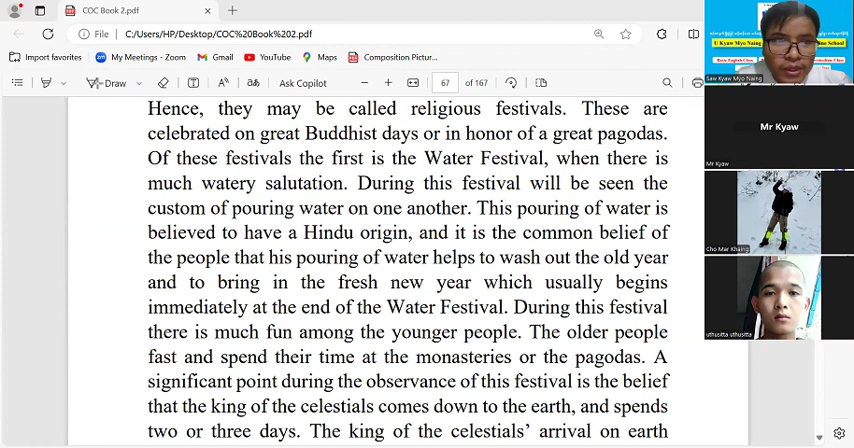 COC Book 2.pdf
File
C:/Users/HP/Desktop/COC%20Book%202.pdf
Import favorites
My Meetings - Zoom
Gmail
YouTube
Maps
Composition Pictur...
Draw
Ask Copilot
67 of 167
Hence, they may be called religious festivals. These are
celebrated on great Buddhist days or in honor of a great pagodas.
Of these festivals the first is the Water Festival, when there is
much watery salutation. During this festival will be seen the
custom of pouring water on one another. This pouring of water is
believed to have a Hindu origin, and it is the common belief of
the people that his pouring of water helps to wash out the old year
and to bring in the fresh new year which usually begins
immediately at the end of the Water Festival. During this festival
there is much fun among the younger people. The older people
fast and spend their time at the monasteries or the pagodas. A
significant point during the observance of this festival is the belief
that the king of the celestials comes down to the earth, and spends
two or three days. The king of the celestials’ arrival on earth
U Kyaw Myo Naing
ine School
Basic English Class
Saw Kyaw Myo Naing
Mr Kyaw
Mr Kyaw
Cho Mar Khaing
uthusitta uthusitta